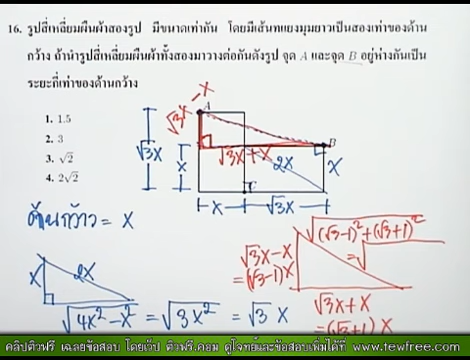 16. รูปสี่เหลี่ยมผืนผ้าสองรูป มีขนาดเท่ากัน โดยมีเส้นทแยงมุมยาวเป็นสองเท่าของด้าน
กว้าง ถ้านำรูปสี่เหลี่ยมผืนผ้าทั้งสองมาวางต่อกันดังรูป จุด A และจุด B อยู่ห่างกันเป็น
ระยะกี่เท่าของด้านกว้าง
1. 1.5
2. 3
3. √2
4. 2√2
√3x - x
A
√3x
x
√3x + x
2x
B
x
C
x
√3x
ด้านกว้าง = x
x
2x
√4x² - x² = √3x² = √3 x
√(√3-1)² + (√3+1)²
√3x - x
= (√3-1)x
= √
√3x + x
= (√3+1)x
คลิปติวฟรี เฉลยข้อสอบ โดยเว็ป ติวฟรี.คอม ดูโจทย์และข้อสอบเพิ่มได้ที่ www.tewfree.com